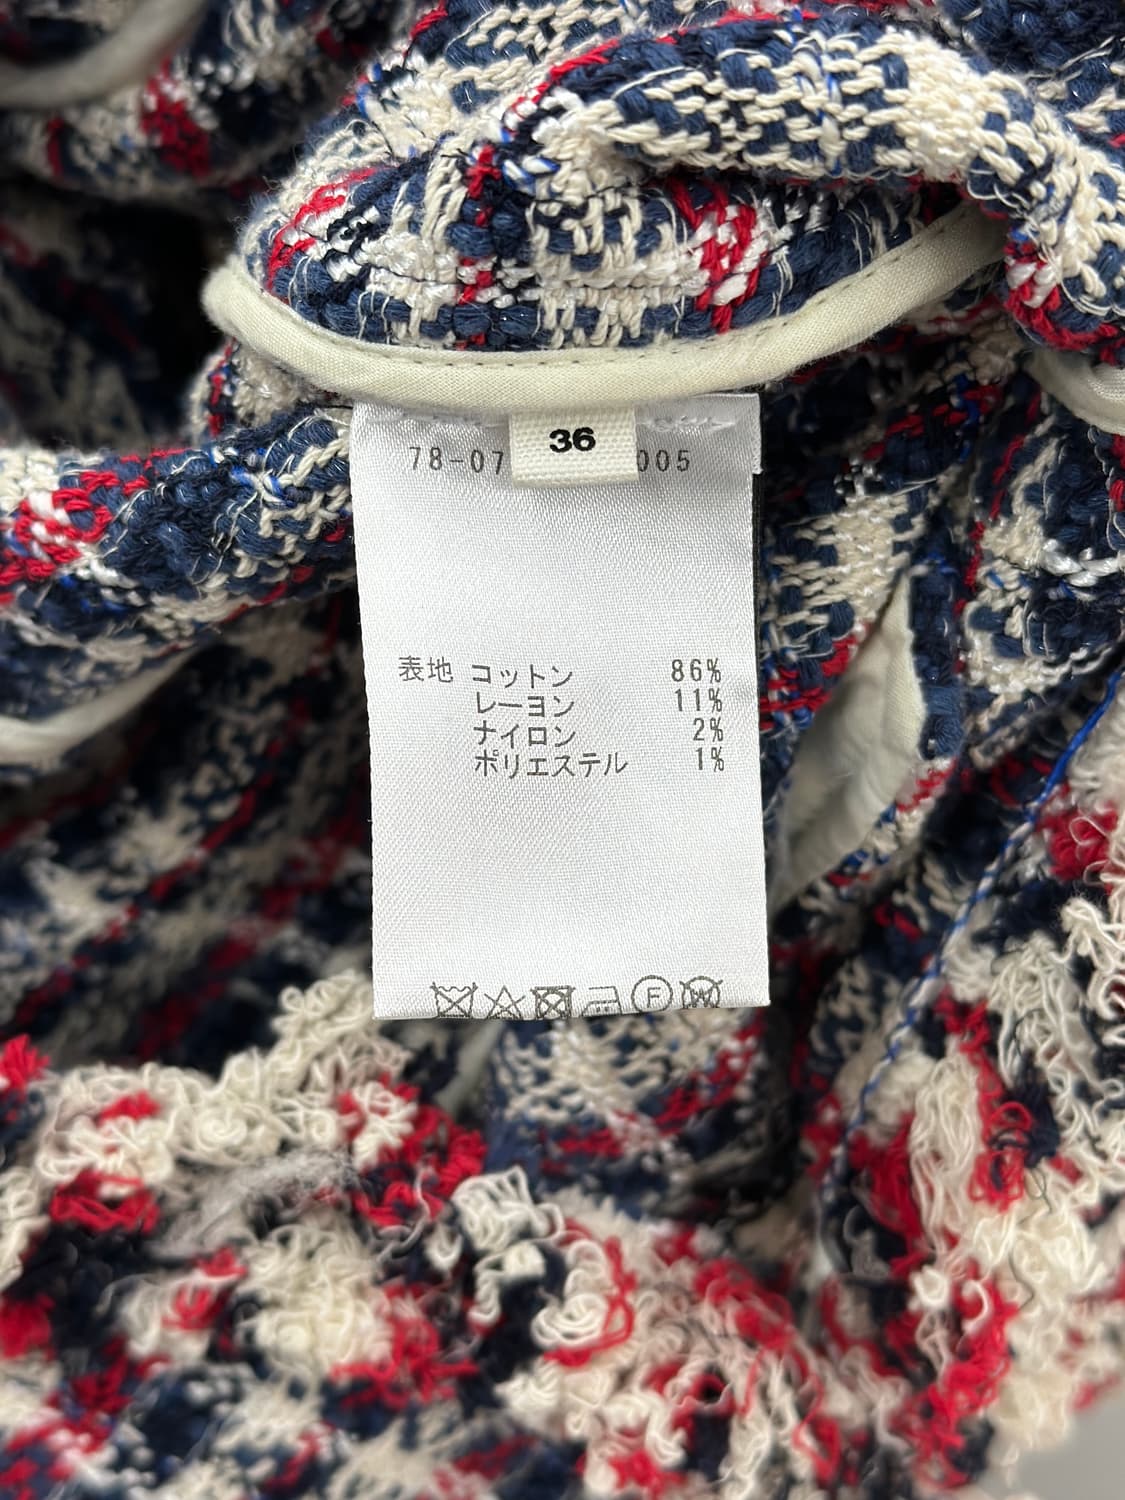 36
78-07 005
表地 コットン 86%
レーヨン 11%
ナイロン 2%
ポリエステル 1%
F W